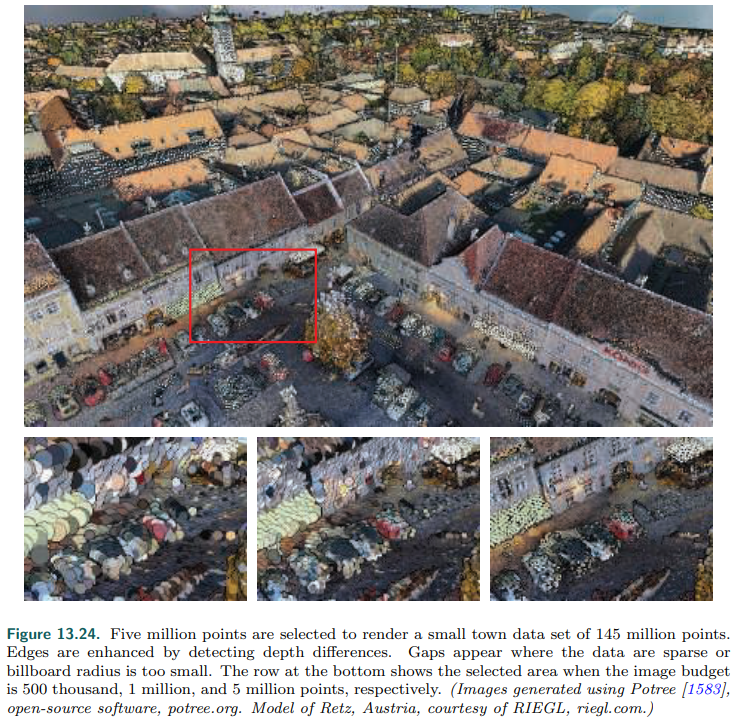 Figure 13.24. Five million points are selected to render a small town data set of 145 million points.
Edges are enhanced by detecting depth differences. Gaps appear where the data are sparse or
billboard radius is too small. The row at the bottom shows the selected area when the image budget
is 500 thousand, 1 million, and 5 million points, respectively. (Images generated using Potree [1583],
open-source software, potree.org. Model of Retz, Austria, courtesy of RIEGL, riegl.com.)